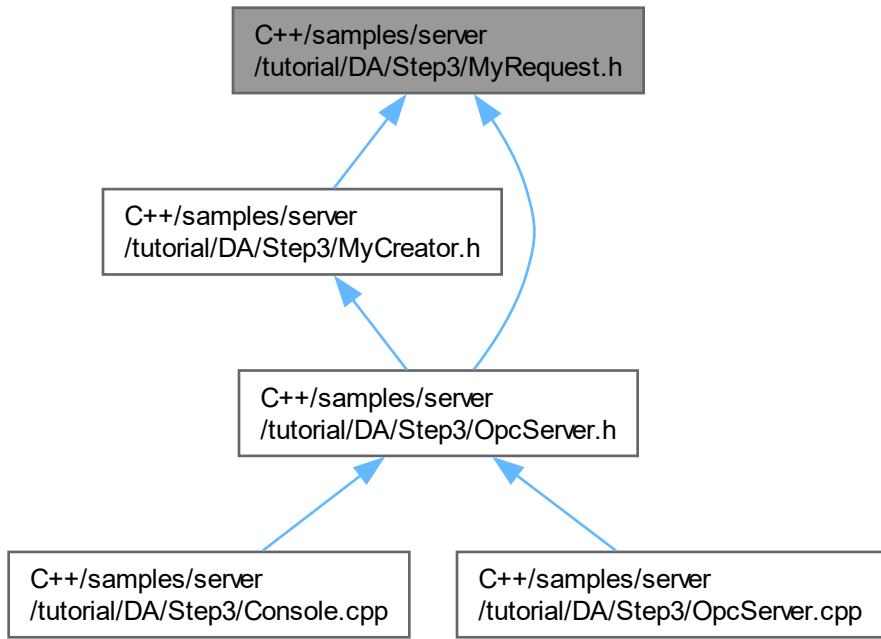 C++/samples/server
/tutorial/DA/Step3/MyRequest.h
C++/samples/server
/tutorial/DA/Step3/MyCreator.h
C++/samples/server
/tutorial/DA/Step3/OpcServer.h
C++/samples/server
/tutorial/DA/Step3/Console.cpp
C++/samples/server
/tutorial/DA/Step3/OpcServer.cpp